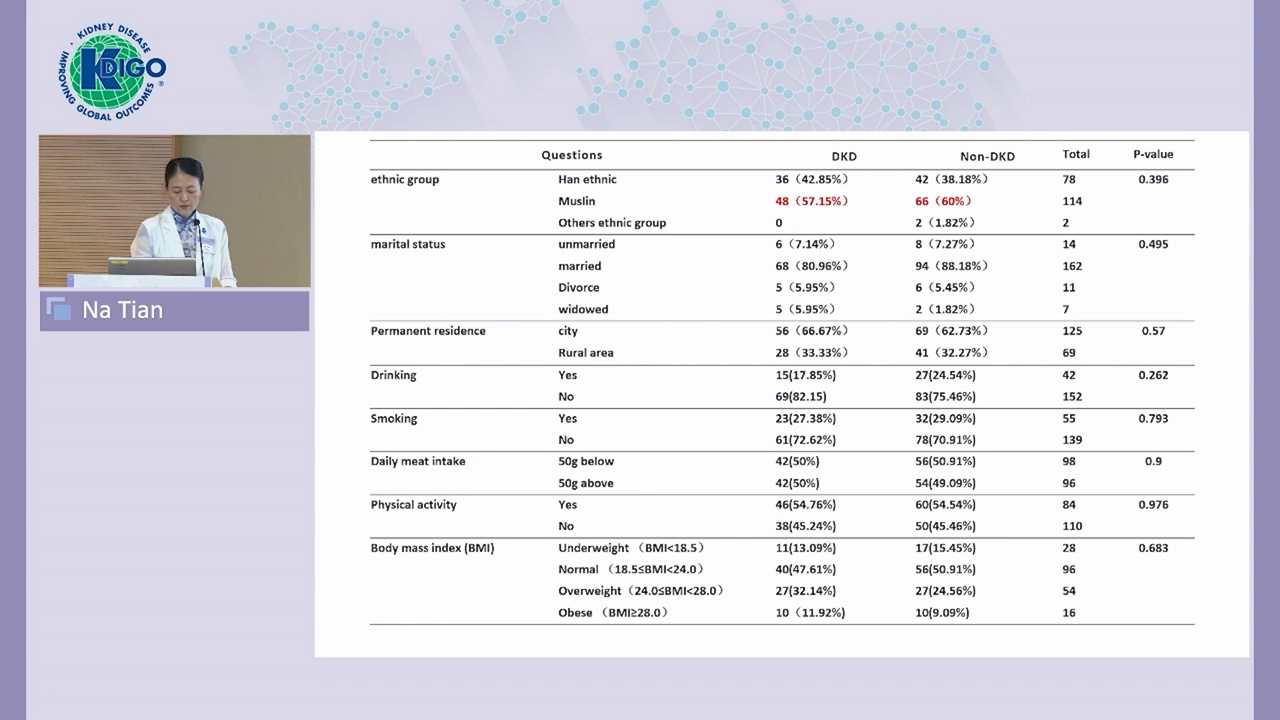 KIDNEY DISEASE
IMPROVING GLOBAL OUTCOMES
KDIGO®
Na Tian
Questions DKD Non-DKD Total P-value
ethnic group Han ethnic 36（42.85%） 42（38.18%） 78 0.396
Muslin 48（57.15%） 66（60%） 114
Others ethnic group 0 2（1.82%） 2
marital status unmarried 6（7.14%） 8（7.27%） 14 0.495
married 68（80.96%） 94（88.18%） 162
Divorce 5（5.95%） 6（5.45%） 11
widowed 5（5.95%） 2（1.82%） 7
Permanent residence city 56（66.67%） 69（62.73%） 125 0.57
Rural area 28（33.33%） 41（32.27%） 69
Drinking Yes 15(17.85%) 27(24.54%) 42 0.262
No 69(82.15) 83(75.46%) 152
Smoking Yes 23(27.38%) 32(29.09%) 55 0.793
No 61(72.62%) 78(70.91%) 139
Daily meat intake 50g below 42(50%) 56(50.91%) 98 0.9
50g above 42(50%) 54(49.09%) 96
Physical activity Yes 46(54.76%) 60(54.54%) 84 0.976
No 38(45.24%) 50(45.46%) 110
Body mass index (BMI) Underweight （BMI<18.5） 11(13.09%) 17(15.45%) 28 0.683
Normal （18.5≤BMI<24.0） 40(47.61%) 56(50.91%) 96
Overweight（24.0≤BMI<28.0） 27(32.14%) 27(24.56%) 54
Obese （BMI≥28.0） 10（11.92%) 10(9.09%) 16